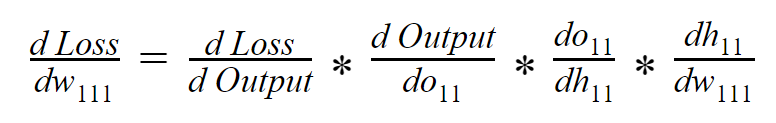 d Loss / dw₁₁₁ = d Loss / d Output * d Output / do₁₁ * do₁₁ / dh₁₁ * dh₁₁ / dw₁₁₁